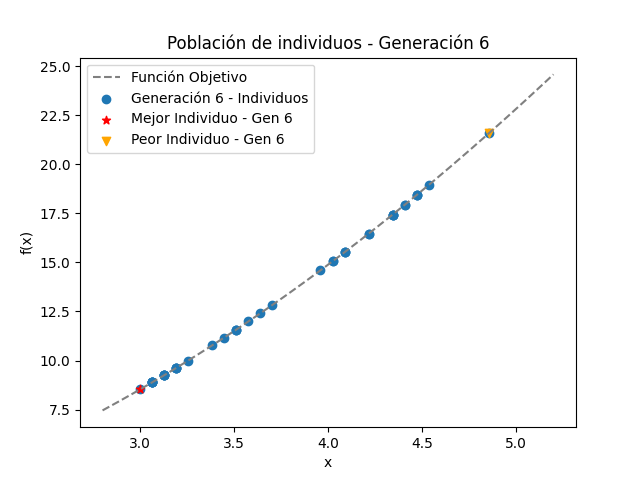 Población de individuos - Generación 6
Función Objetivo
Generación 6 - Individuos
Mejor Individuo - Gen 6
Peor Individuo - Gen 6
25.0
22.5
20.0
17.5
15.0
12.5
10.0
7.5
f(x)
3.0 3.5 4.0 4.5 5.0
x